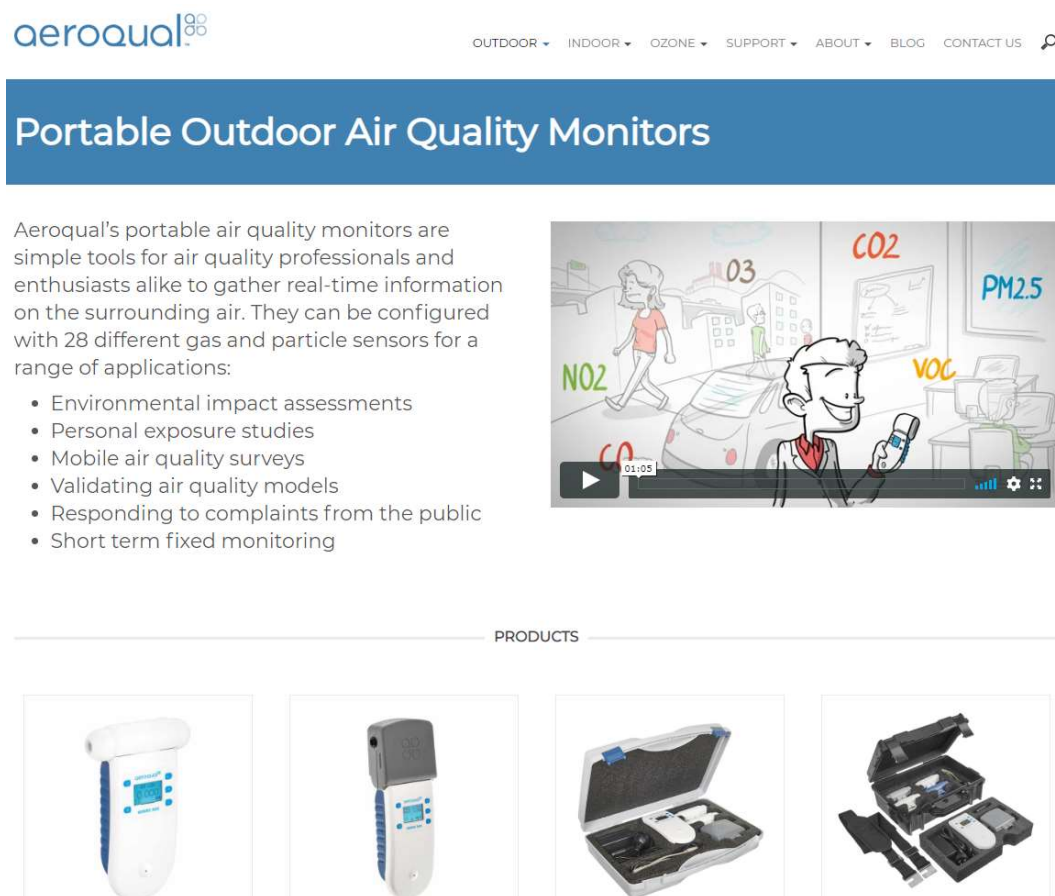 aeroqual
OUTDOOR INDOOR OZONE SUPPORT ABOUT BLOG CONTACT US
Portable Outdoor Air Quality Monitors
Aeroqual’s portable air quality monitors are
simple tools for air quality professionals and
enthusiasts alike to gather real-time information
on the surrounding air. They can be configured
with 28 different gas and particle sensors for a
range of applications:
• Environmental impact assessments
• Personal exposure studies
• Mobile air quality surveys
• Validating air quality models
• Responding to complaints from the public
• Short term fixed monitoring
CO2
O3
PM2.5
VOC
NO2
CO
01:05
PRODUCTS
aeroqual